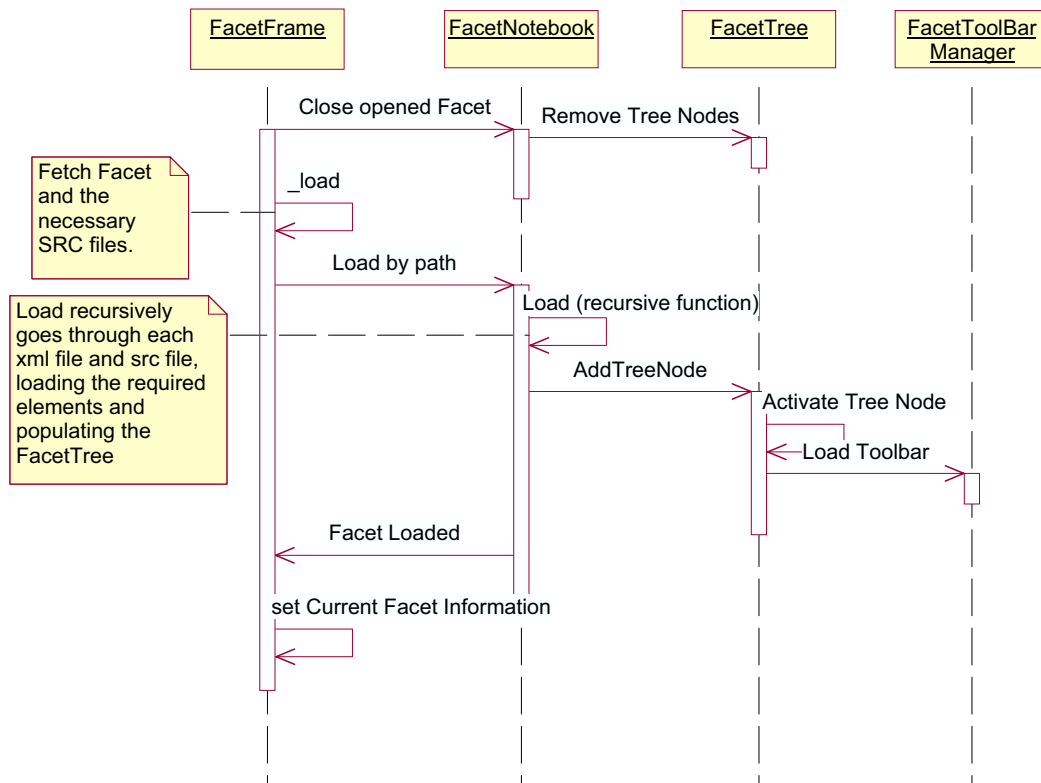 FacetFrame
FacetNotebook
FacetTree
FacetToolBar
Manager
Close opened Facet
Remove Tree Nodes
Fetch Facet
and the
necessary
SRC files.
_load
Load by path
Load recursively
goes through each
xml file and src file,
loading the required
elements and
populating the
FacetTree
Load (recursive function)
AddTreeNode
Activate Tree Node
Load Toolbar
Facet Loaded
set Current Facet Information